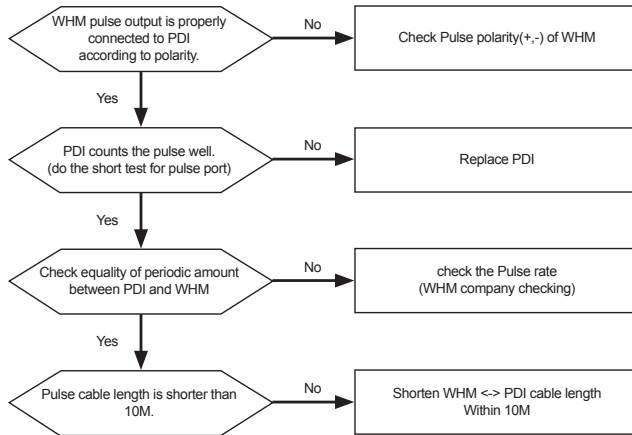 WHM pulse output is properly
connected to PDI
according to polarity.
No
Check Pulse polarity(+,-) of WHM
Yes
PDI counts the pulse well.
(do the short test for pulse port)
No
Replace PDI
Yes
Check equality of periodic amount
between PDI and WHM
No
check the Pulse rate
(WHM company checking)
Yes
Pulse cable length is shorter than
10M.
No
Shorten WHM <-> PDI cable length
Within 10M